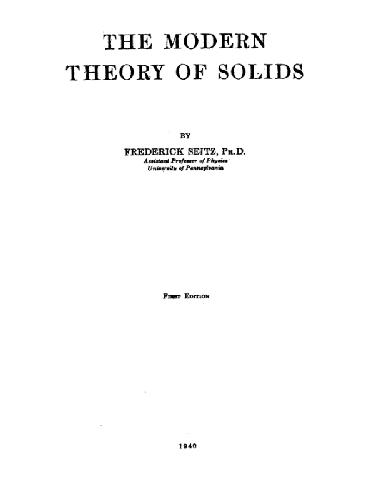 THE MODERN
THEORY OF SOLIDS
BY
FREDERICK SEITZ, PH.D.
Assistant Professor of Physics
University of Pennsylvania
FIRST EDITION
1940